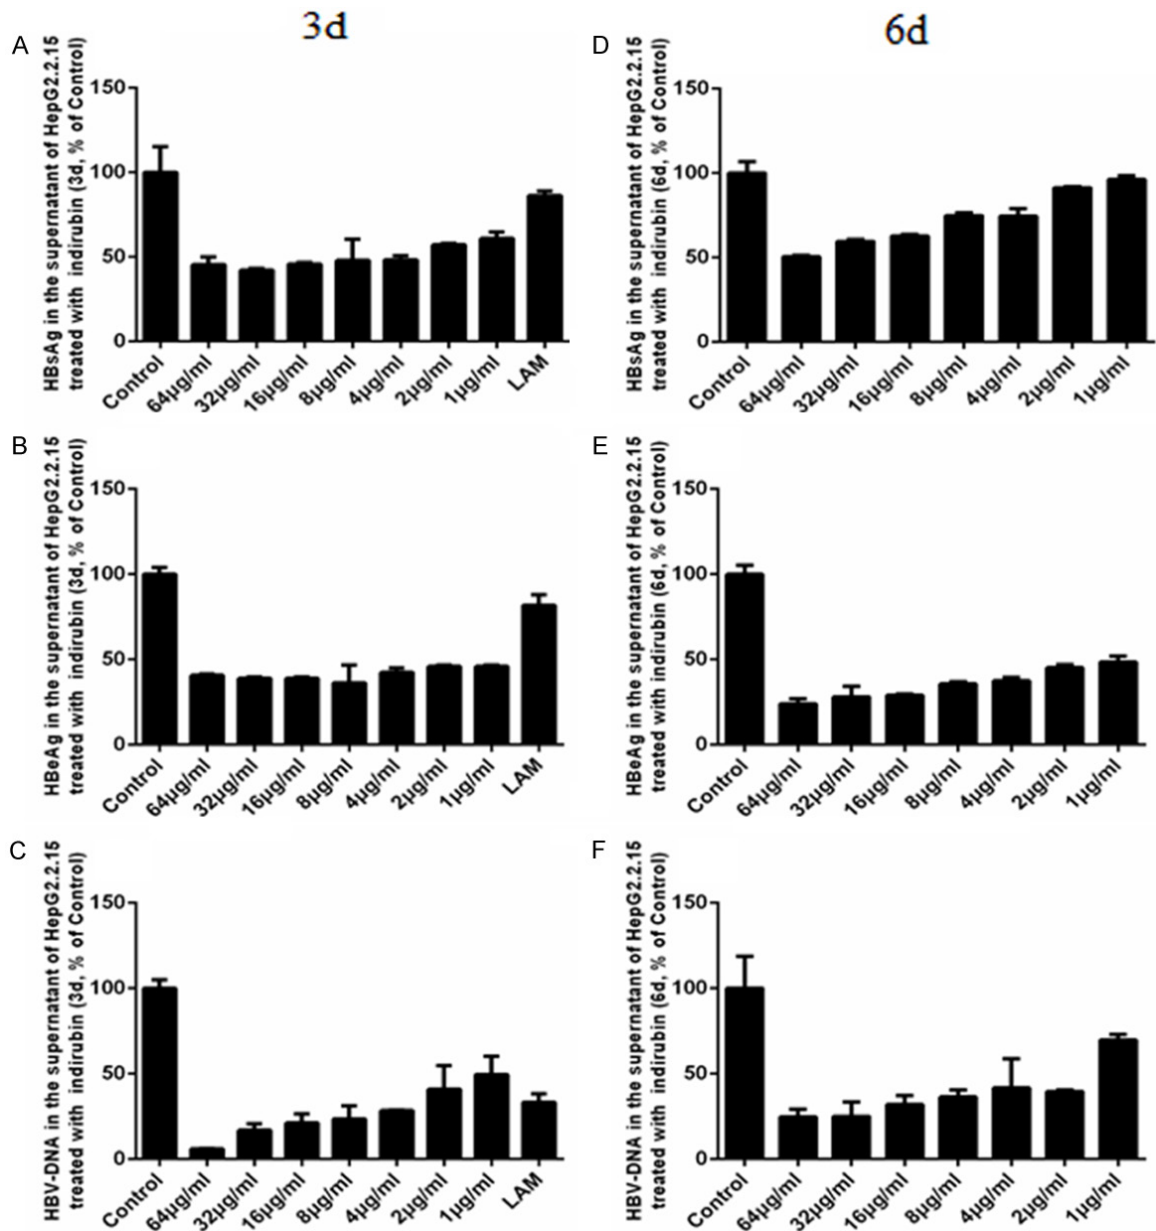 3d
6d
A
HBsAg in the supernatant of HepG2.2.15
treated with indirubin (3d, % of Control)
150
100
50
0
Control
64µg/ml
32µg/ml
16µg/ml
8µg/ml
4µg/ml
2µg/ml
1µg/ml
LAM
D
HBsAg in the supernatant of HepG2.2.15
treated with indirubin (6d, % of Control)
150
100
50
0
Control
64µg/ml
32µg/ml
16µg/ml
8µg/ml
4µg/ml
2µg/ml
1µg/ml
B
HBeAg in the supernatant of HepG2.2.15
treated with indirubin (3d, % of Control)
150
100
50
0
Control
64µg/ml
32µg/ml
16µg/ml
8µg/ml
4µg/ml
2µg/ml
1µg/ml
LAM
E
HBeAg in the supernatant of HepG2.2.15
treated with indirubin (6d, % of Control)
150
100
50
0
Control
64µg/ml
32µg/ml
16µg/ml
8µg/ml
4µg/ml
2µg/ml
1µg/ml
C
HBV-DNA in the supernatant of HepG2.2.15
treated with indirubin (3d, % of Control)
150
100
50
0
Control
64µg/ml
32µg/ml
16µg/ml
8µg/ml
4µg/ml
2µg/ml
1µg/ml
LAM
F
HBV-DNA in the supernatant of HepG2.2.15
treated with indirubin (6d, % of Control)
150
100
50
0
Control
64µg/ml
32µg/ml
16µg/ml
8µg/ml
4µg/ml
2µg/ml
1µg/ml